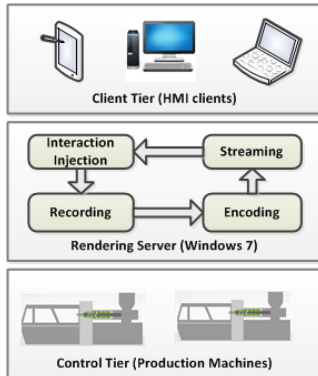 Client Tier (HMI clients)
Interaction
Injection
Streaming
Recording
Encoding
Rendering Server (Windows 7)
Control Tier (Production Machines)